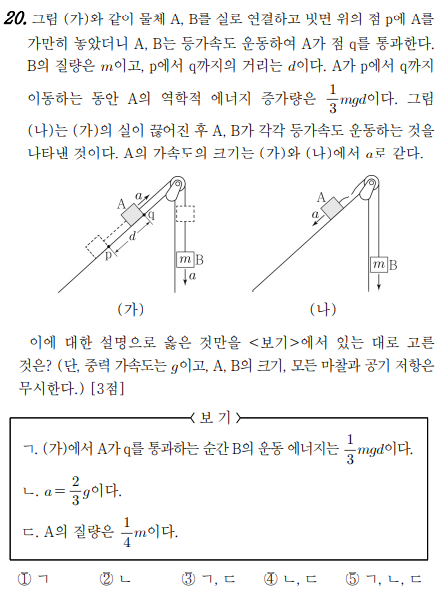 20. 그림 (가)와 같이 물체 A, B를 실로 연결하고 빗면 위의 점 p에 A를
가만히 놓았더니 A, B는 등가속도 운동하여 A가 점 q를 통과한다.
B의 질량은 m이고, p에서 q까지의 거리는 d이다. A가 p에서 q까지
이동하는 동안 A의 역학적 에너지 증가량은 1/3 mgd이다. 그림
(나)는 (가)의 실이 끊어진 후 A, B가 각각 등가속도 운동하는 것을
나타낸 것이다. A의 가속도의 크기는 (가)와 (나)에서 a로 같다.
A a q d p m B a
(가)
A a m B
(나)
이에 대한 설명으로 옳은 것만을 <보기>에서 있는 대로 고른
것은? (단, 중력 가속도는 g이고, A, B의 크기, 모든 마찰과 공기 저항은
무시한다.) [3점]
<보 기>
ㄱ. (가)에서 A가 q를 통과하는 순간 B의 운동 에너지는 1/3 mgd이다.
ㄴ. a = 2/3 g이다.
ㄷ. A의 질량은 1/4 m이다.
① ㄱ ② ㄴ ③ ㄱ, ㄷ ④ ㄴ, ㄷ ⑤ ㄱ, ㄴ, ㄷ